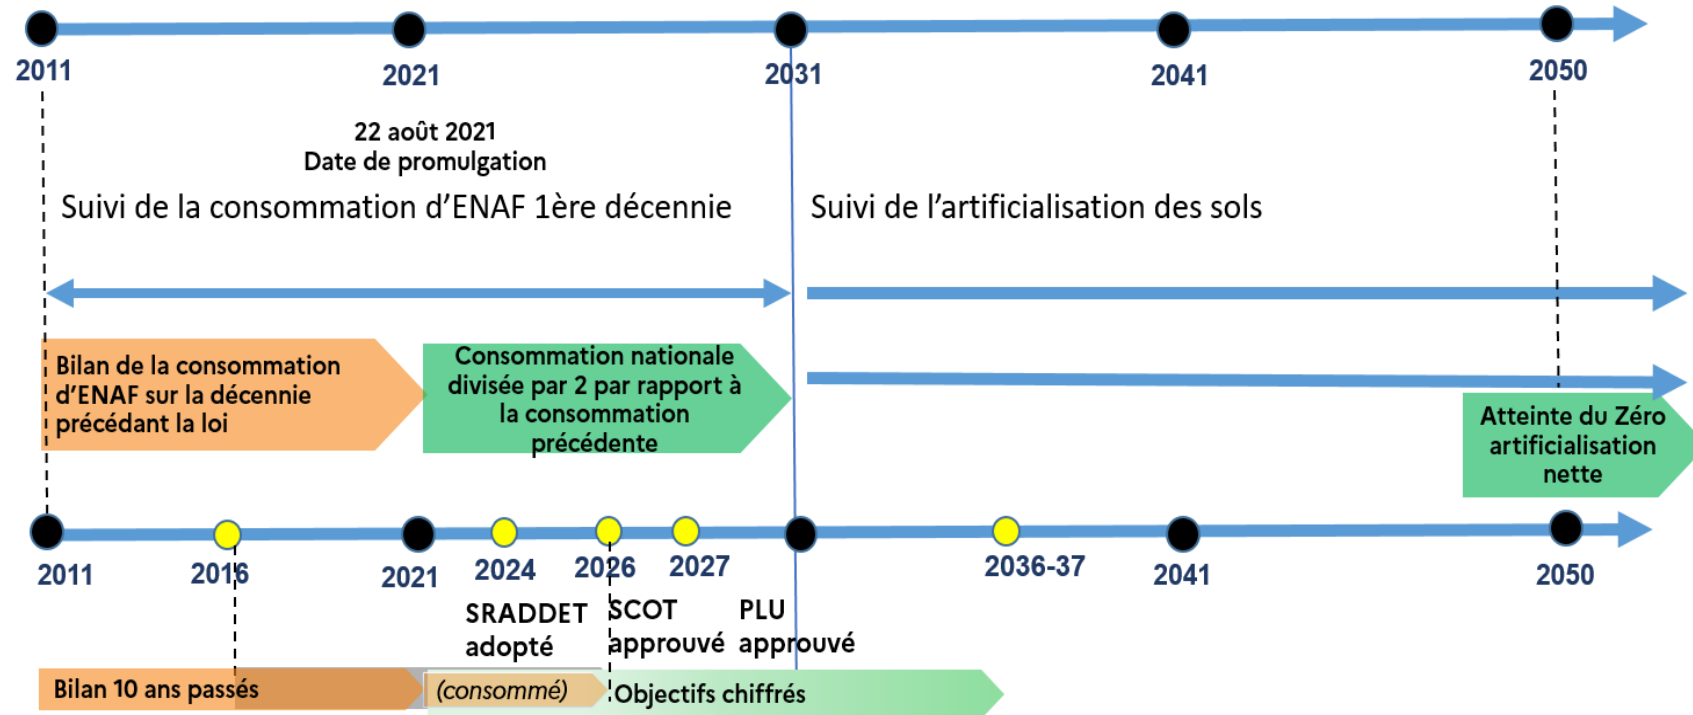 2011
2021
2031
2041
2050
22 août 2021
Date de promulgation
Suivi de la consommation d’ENAF 1ère décennie
Suivi de l’artificialisation des sols
Bilan de la consommation
d’ENAF sur la décennie
précédant la loi
Consommation nationale
divisée par 2 par rapport à
la consommation
précédente
Atteinte du Zéro
artificialisation
nette
2011
2016
2021
2024
2026
2027
2036-37
2041
2050
SRADDET
adopté
SCOT
approuvé
PLU
approuvé
Bilan 10 ans passés
(consommé)
Objectifs chiffrés